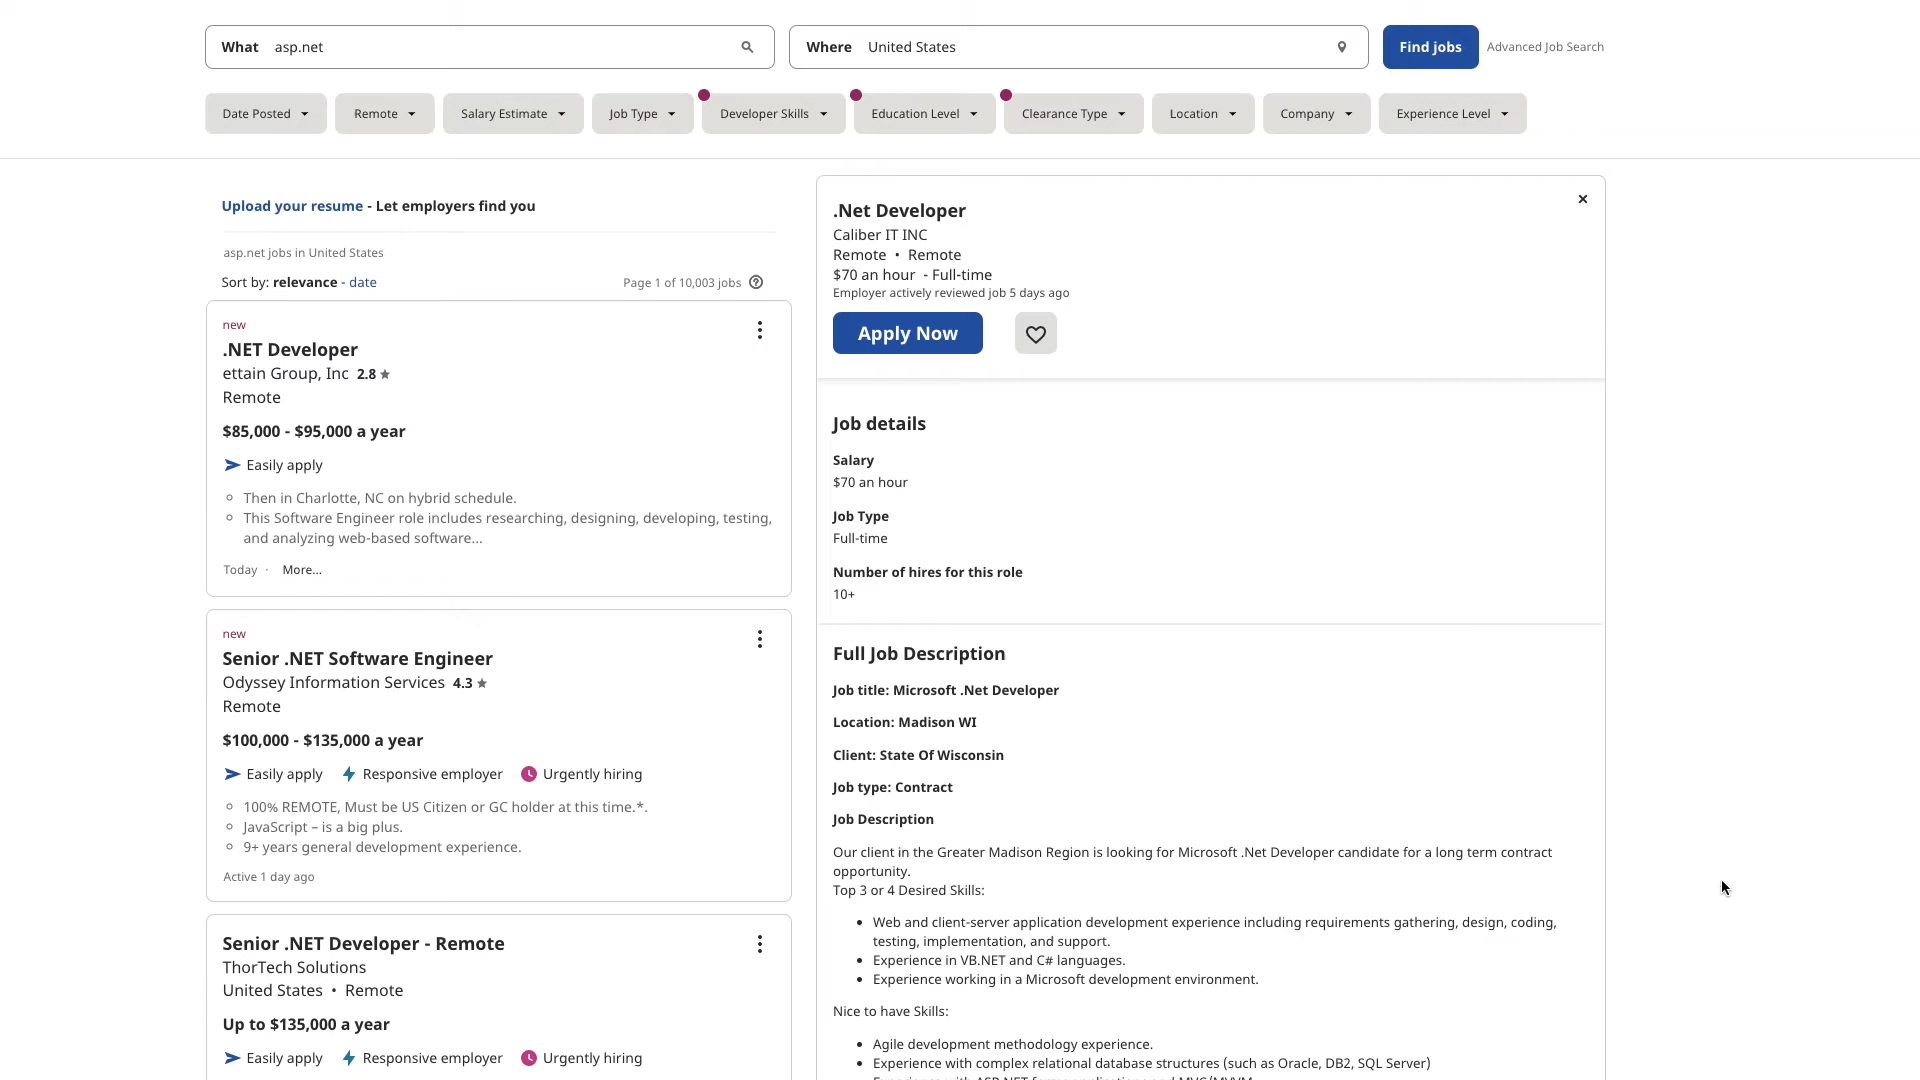 What asp.net
Where United States
Find jobs
Advanced Job Search
Date Posted
Remote
Salary Estimate
Job Type
Developer Skills
Education Level
Clearance Type
Location
Company
Experience Level
Upload your resume - Let employers find you
asp.net jobs in United States
Sort by: relevance - date
Page 1 of 10,003 jobs
new
.NET Developer
ettain Group, Inc 2.8
Remote
$85,000 - $95,000 a year
Easily apply
Then in Charlotte, NC on hybrid schedule.
This Software Engineer role includes researching, designing, developing, testing,
and analyzing web-based software...
Today · More...
new
Senior .NET Software Engineer
Odyssey Information Services 4.3
Remote
$100,000 - $135,000 a year
Easily apply Responsive employer Urgently hiring
100% REMOTE, Must be US Citizen or GC holder at this time.*.
JavaScript – is a big plus.
9+ years general development experience.
Active 1 day ago
Senior .NET Developer - Remote
ThorTech Solutions
United States • Remote
Up to $135,000 a year
Easily apply Responsive employer Urgently hiring
.Net Developer
Caliber IT INC
Remote • Remote
$70 an hour - Full-time
Employer actively reviewed job 5 days ago
Apply Now
Job details
Salary
$70 an hour
Job Type
Full-time
Number of hires for this role
10+
Full Job Description
Job title: Microsoft .Net Developer
Location: Madison WI
Client: State Of Wisconsin
Job type: Contract
Job Description
Our client in the Greater Madison Region is looking for Microsoft .Net Developer candidate for a long term contract
opportunity.
Top 3 or 4 Desired Skills:
Web and client-server application development experience including requirements gathering, design, coding,
testing, implementation, and support.
Experience in VB.NET and C# languages.
Experience working in a Microsoft development environment.
Nice to have Skills:
Agile development methodology experience.
Experience with complex relational database structures (such as Oracle, DB2, SQL Server)